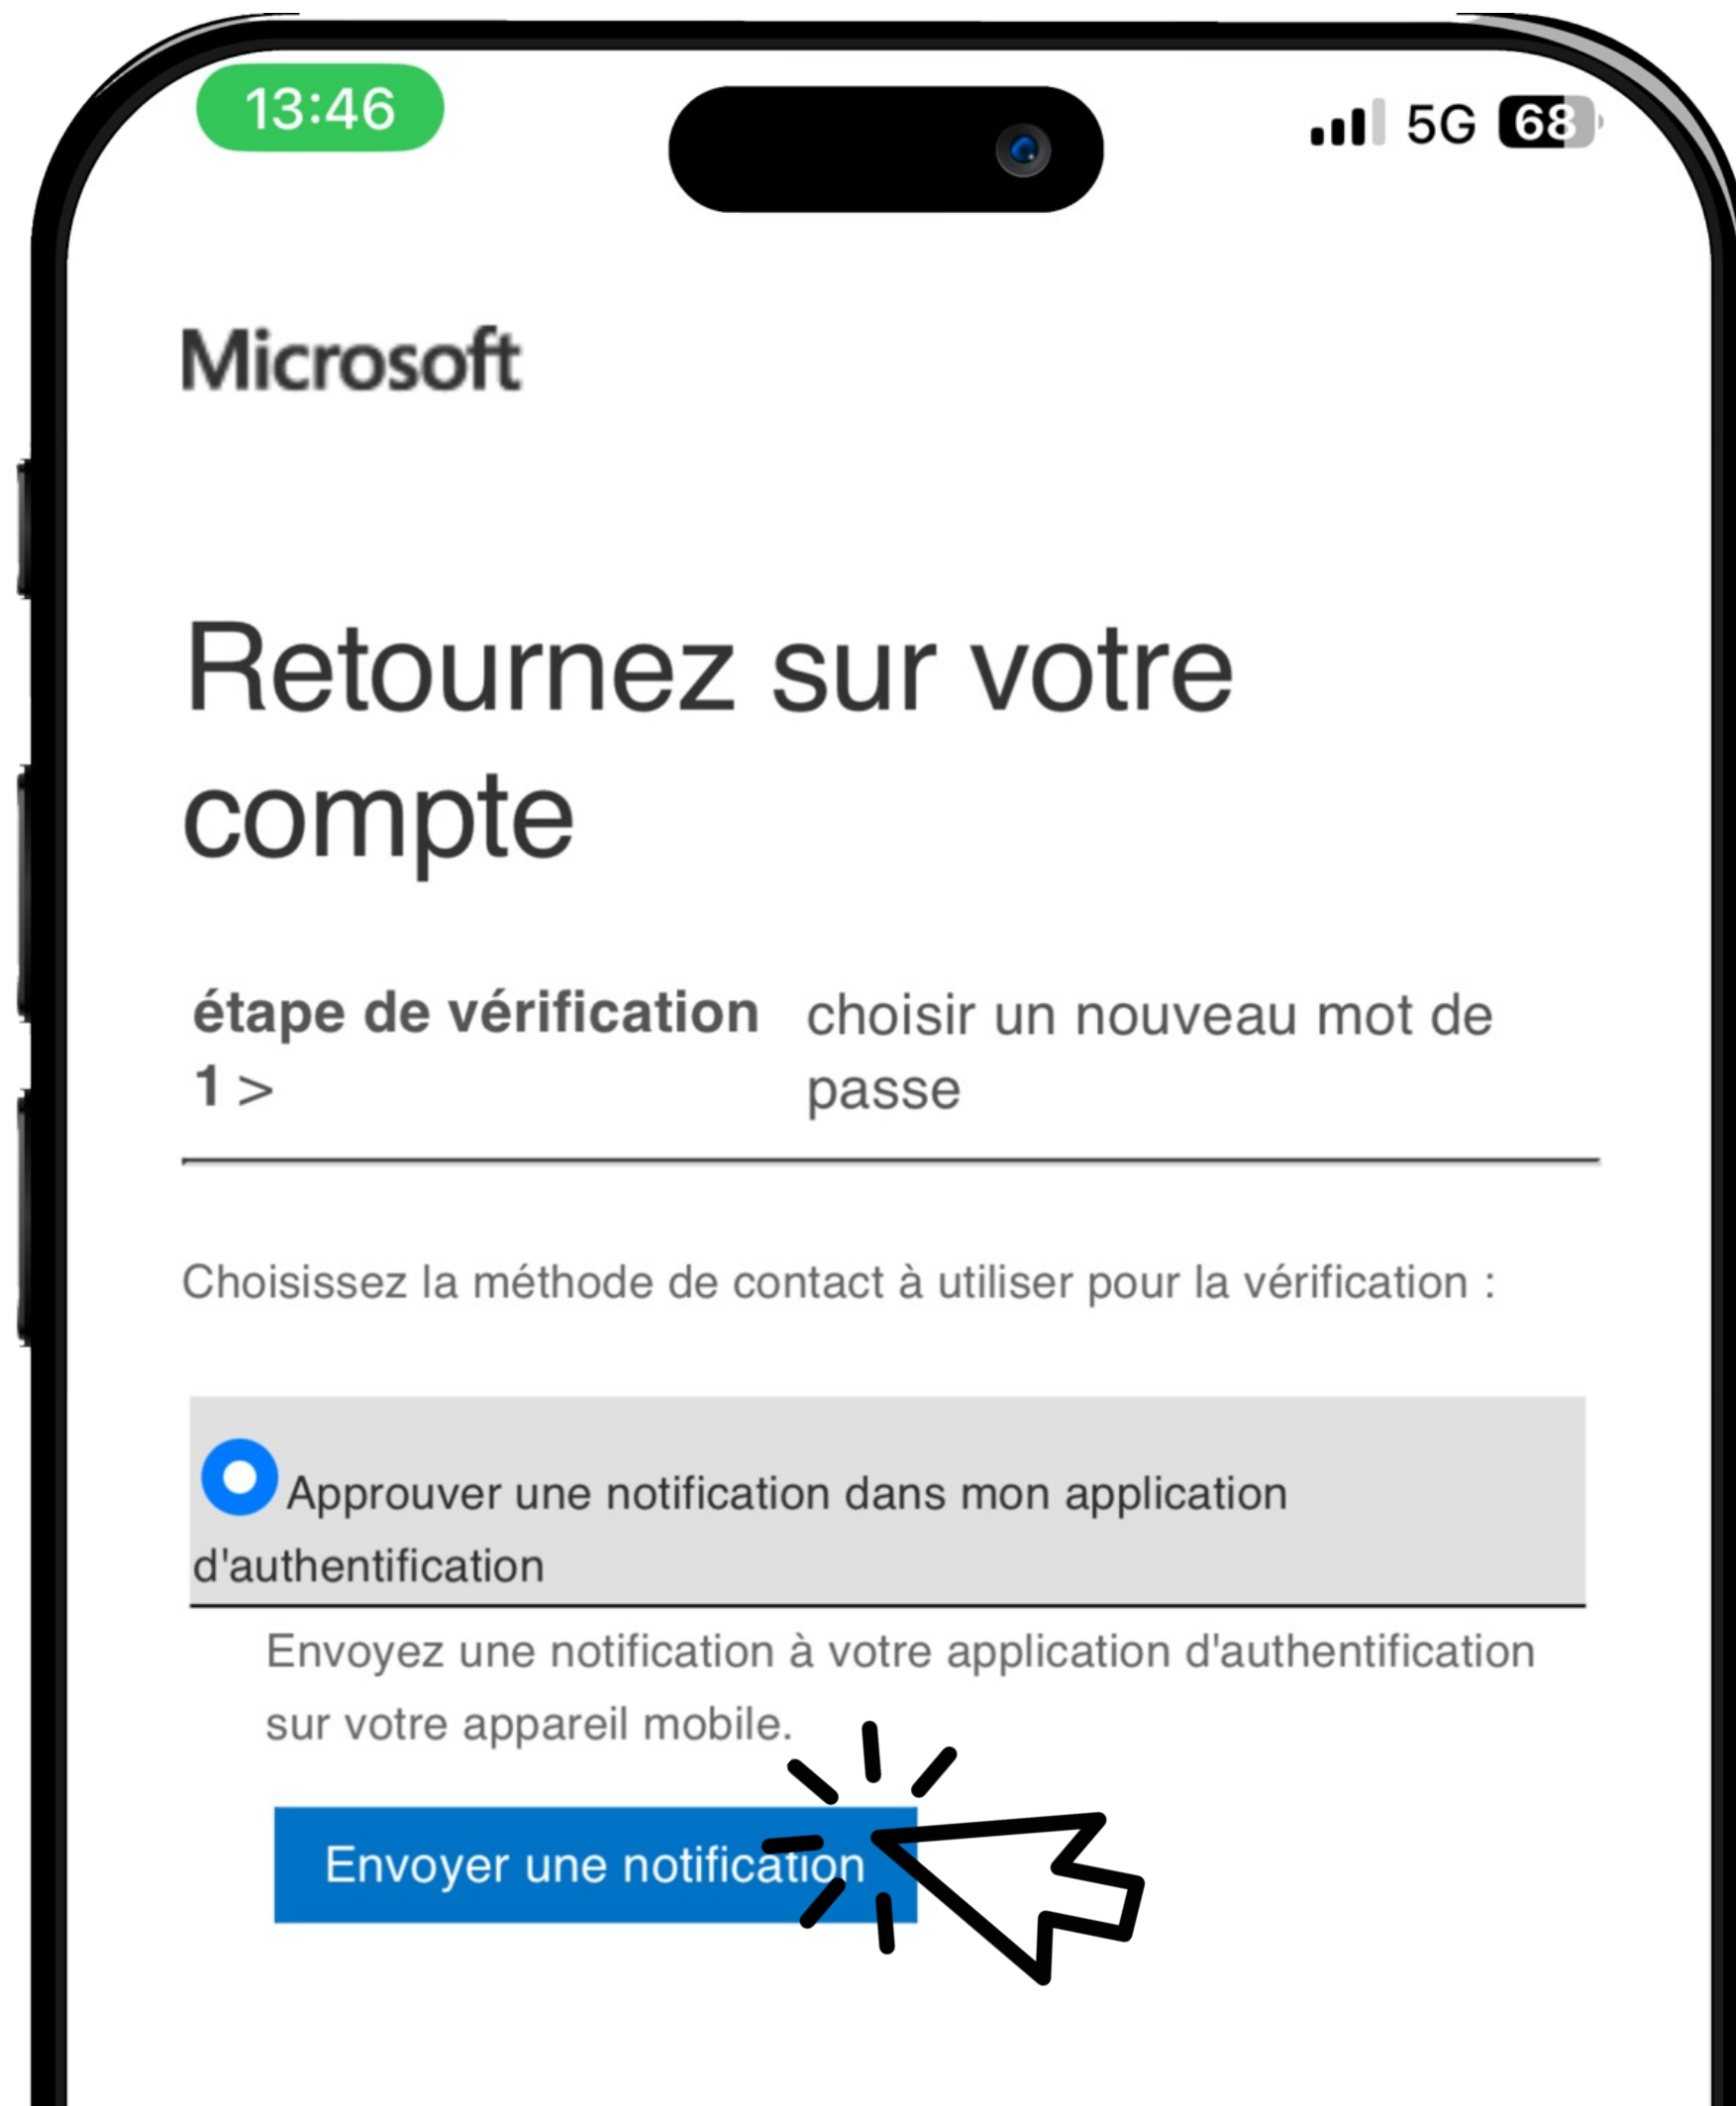 13:46
5G 68
Microsoft
Retournez sur votre
compte
étape de vérification choisir un nouveau mot de
1 > passe
Choisissez la méthode de contact à utiliser pour la vérification :
Approuver une notification dans mon application
d'authentification
Envoyez une notification à votre application d'authentification
sur votre appareil mobile.
Envoyer une notification